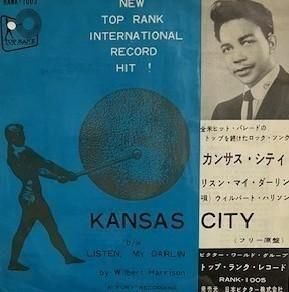 RANK-1005
TOP RANK
NEW
TOP RANK
INTERNATIONAL
RECORD
HIT !
全米ヒット・パレードの
トップを続けたロック・ソング
カンサス・シティ
リスン・マイ・ダーリン
唄) ウィルバート・ハリソン
KANSAS CITY
b/w
LISTEN, MY DARLIN'
by Wilbert Harrison
(フリー原盤)
ビクター・ワールド・グループ
トップ・ランク・レコード
RANK-1005
発売元 日本ビクター株式会社